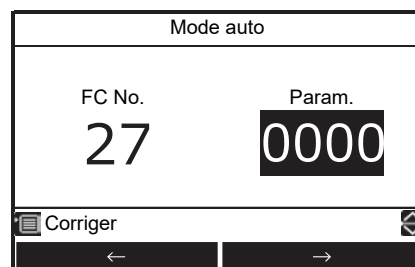 Mode auto
FC No. Param.
27 0000
Corriger
← →